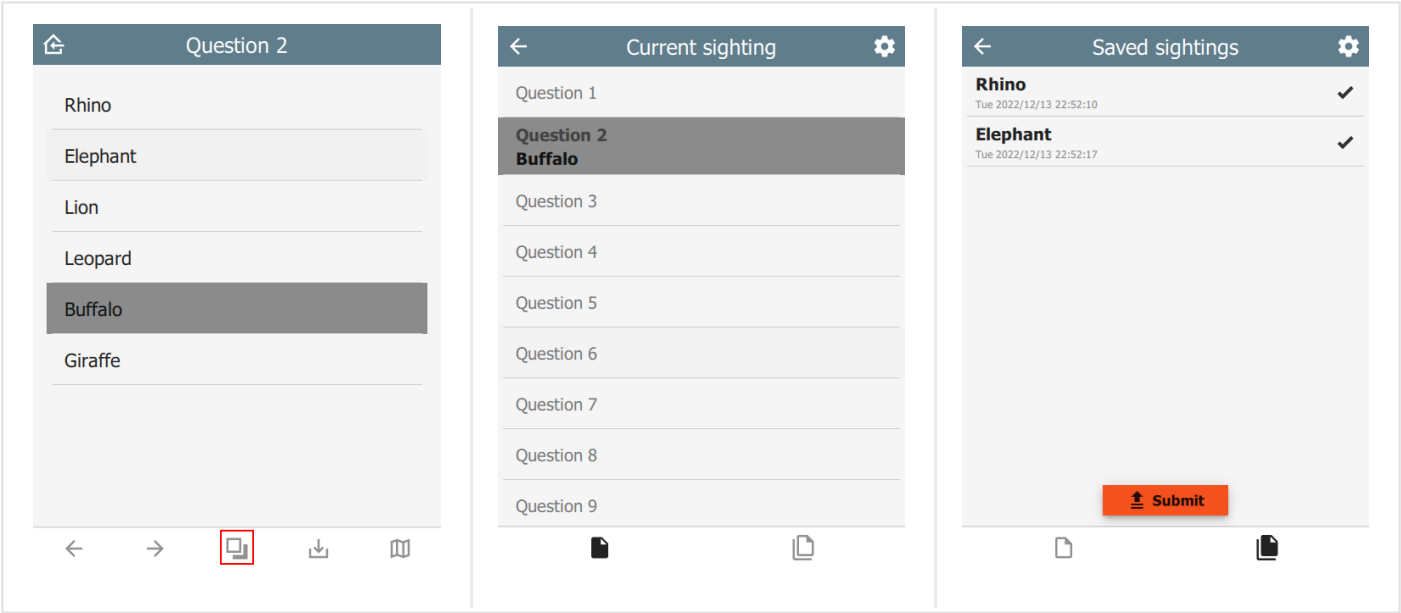 Question 2
Rhino
Elephant
Lion
Leopard
Buffalo
Giraffe
Current sighting
Question 1
Question 2
Buffalo
Question 3
Question 4
Question 5
Question 6
Question 7
Question 8
Question 9
Saved sightings
Rhino
Tue 2022/12/13 22:52:10
Elephant
Tue 2022/12/13 22:52:17
Submit